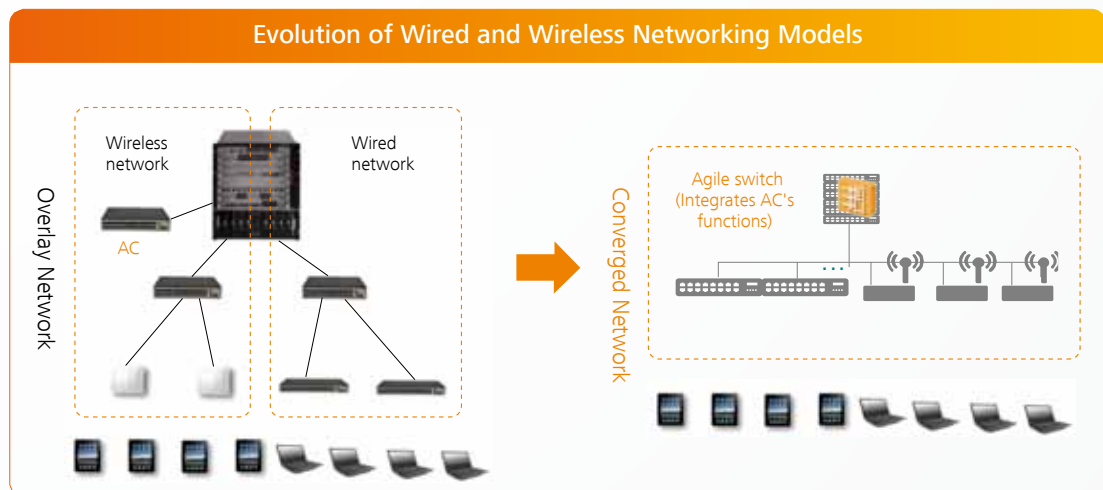 Evolution of Wired and Wireless Networking Models
Overlay Network
Wireless
network
Wired
network
AC
Converged Network
Agile switch
(Integrates AC's
functions)